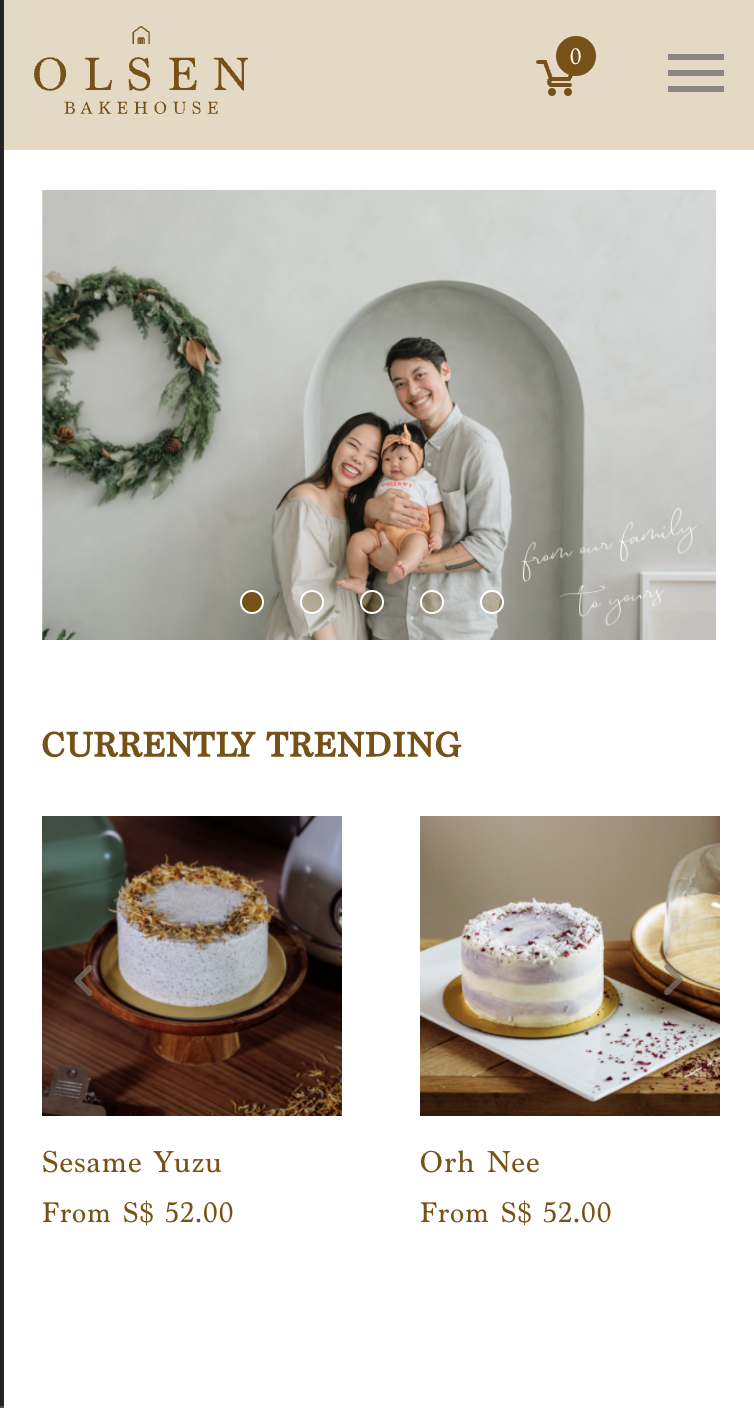 OLSEN
BAKEHOUSE
0
from our family
to yours
CURRENTLY TRENDING
Sesame Yuzu
From S$ 52.00
Orh Nee
From S$ 52.00